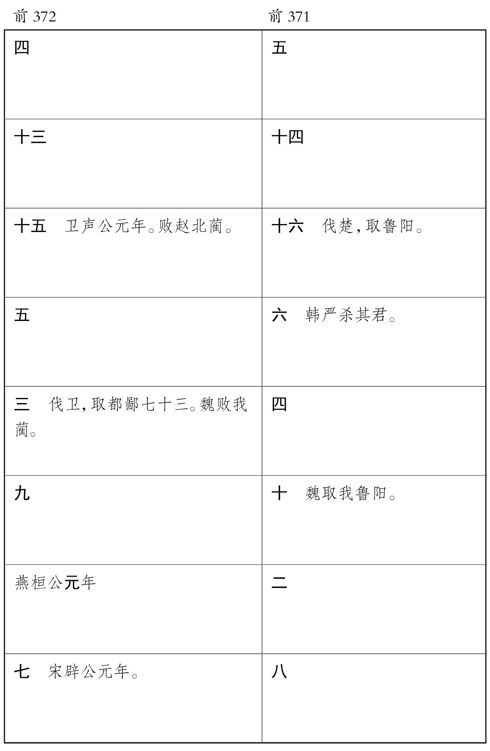 前 372 前 371
四 五
十三 十四
十五 卫声公元年。败赵北蔺。 十六 伐楚，取鲁阳。
五 六 韩严杀其君。
三 伐卫，取都鄙七十三。魏败我 四
蔺。
九 十 魏取我鲁阳。
燕桓公元年 二
七 宋辟公元年。 八